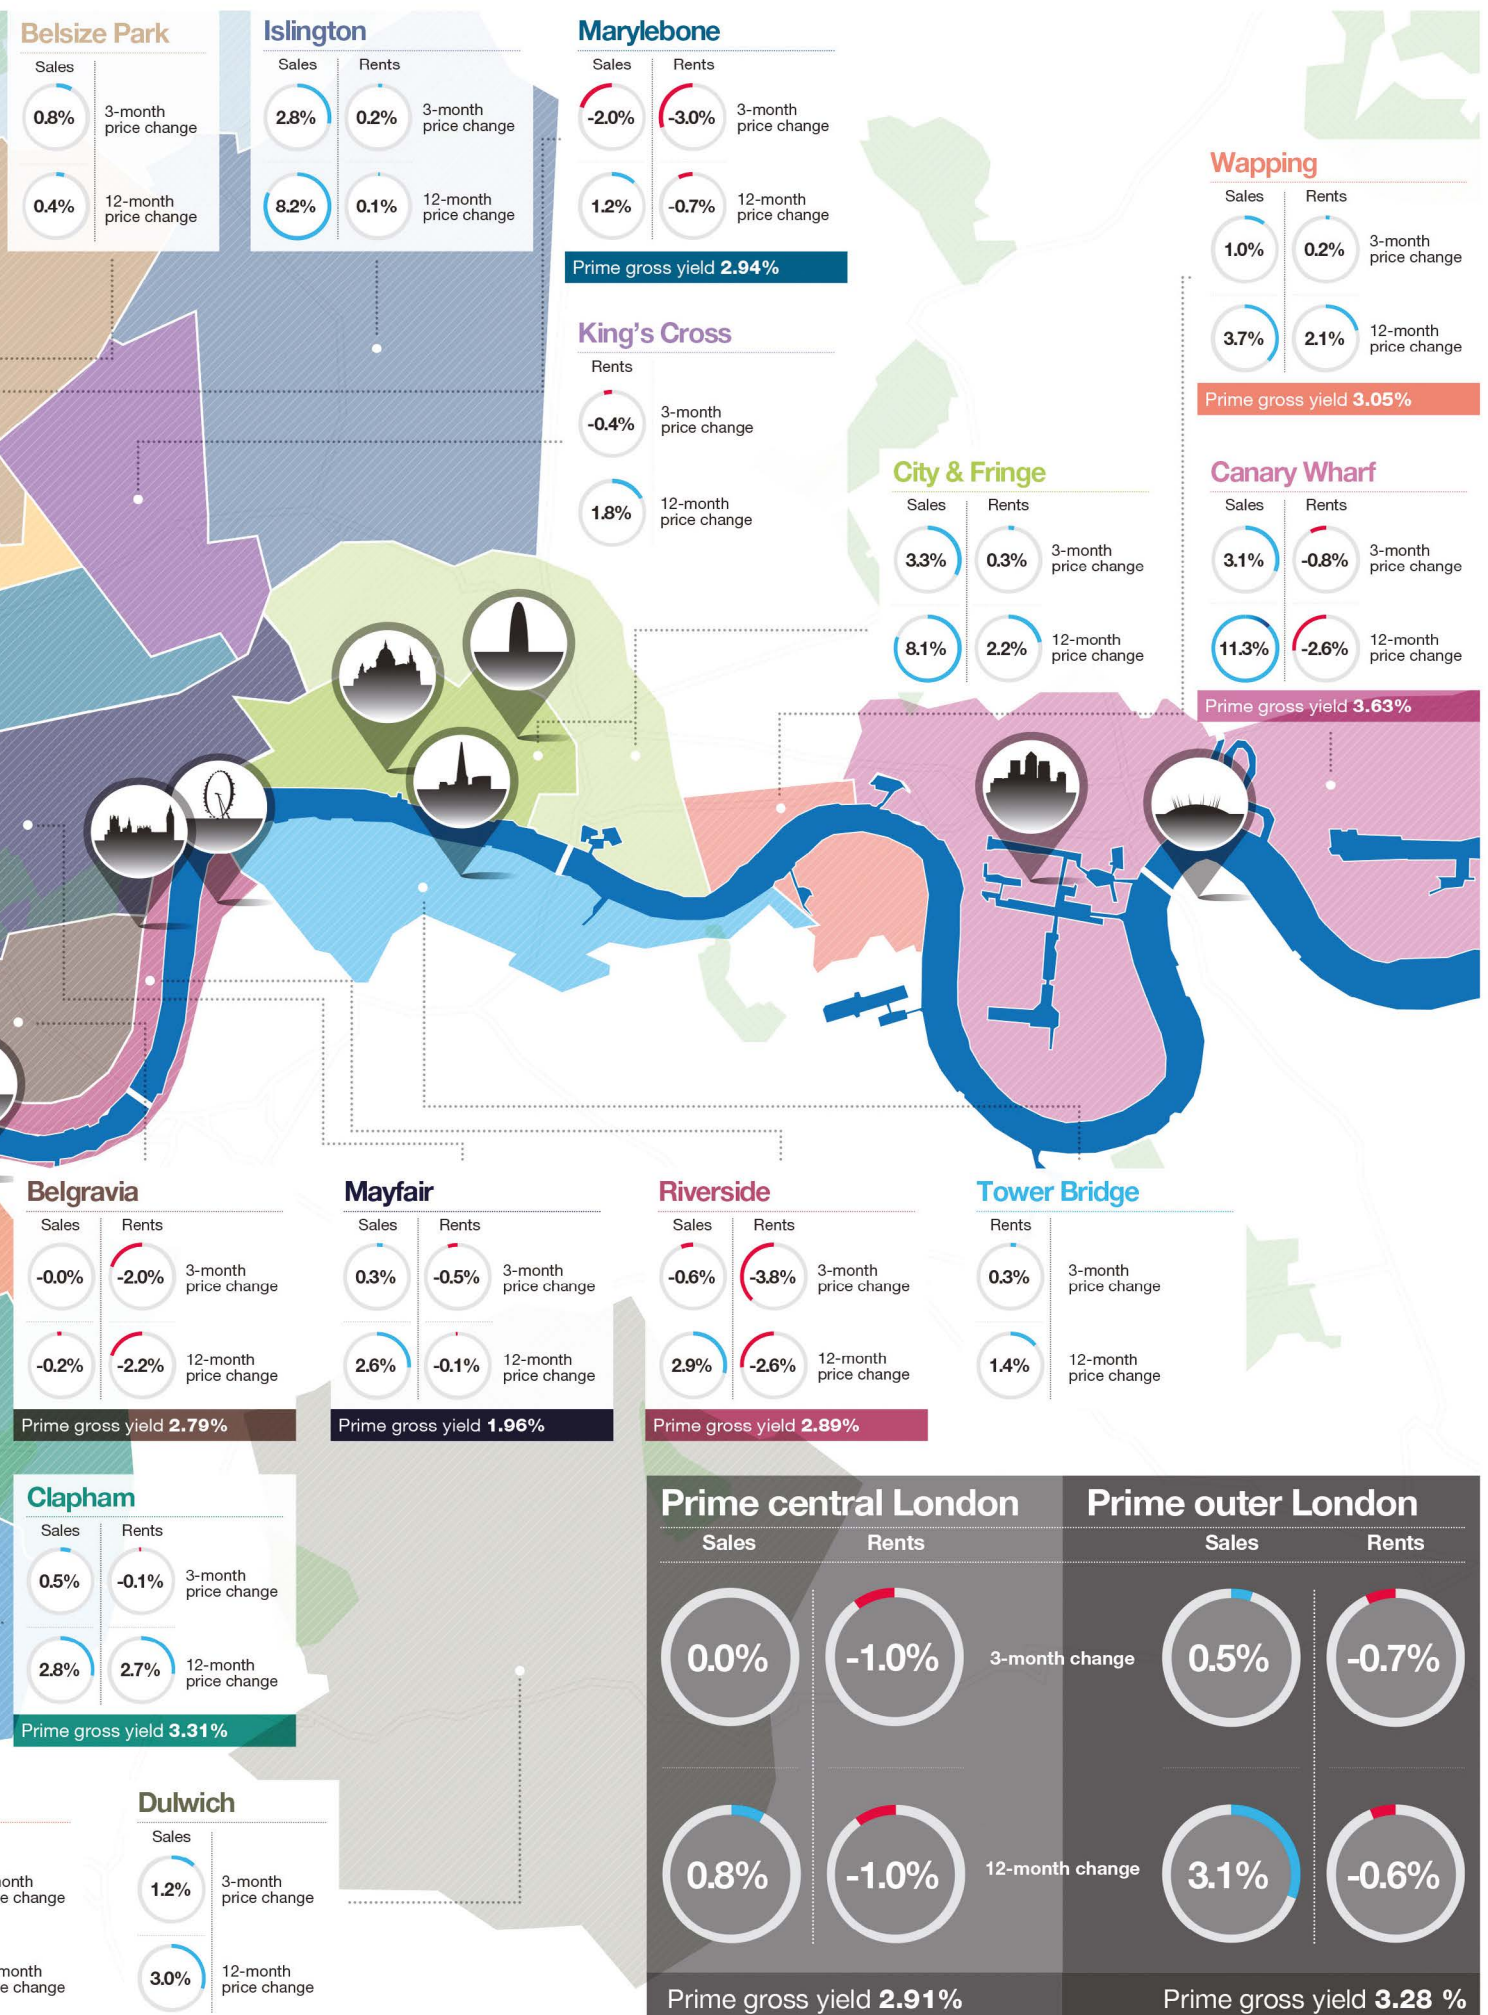 Belsize Park
Sales
0.8%
3-month
price change
0.4%
12-month
price change
Islington
Sales Rents
2.8% 0.2%
3-month
price change
8.2% 0.1%
12-month
price change
Marylebone
Sales Rents
-2.0% -3.0%
3-month
price change
1.2% -0.7%
12-month
price change
Prime gross yield 2.94%
King's Cross
Rents
-0.4%
3-month
price change
1.8%
12-month
price change
Wapping
Sales Rents
1.0% 0.2%
3-month
price change
3.7% 2.1%
12-month
price change
Prime gross yield 3.05%
City & Fringe
Sales Rents
3.3% 0.3%
3-month
price change
8.1% 2.2%
12-month
price change
Canary Wharf
Sales Rents
3.1% -0.8%
3-month
price change
11.3% -2.6%
12-month
price change
Prime gross yield 3.63%
Belgravia
Sales Rents
-0.0% -2.0%
3-month
price change
-0.2% -2.2%
12-month
price change
Prime gross yield 2.79%
Mayfair
Sales Rents
0.3% -0.5%
3-month
price change
2.6% -0.1%
12-month
price change
Prime gross yield 1.96%
Riverside
Sales Rents
-0.6% -3.8%
3-month
price change
2.9% -2.6%
12-month
price change
Prime gross yield 2.89%
Tower Bridge
Rents
0.3%
3-month
price change
1.4%
12-month
price change
Clapham
Sales Rents
0.5% -0.1%
3-month
price change
2.8% 2.7%
12-month
price change
Prime gross yield 3.31%
Dulwich
Sales
1.2%
3-month
price change
3.0%
12-month
price change
onth
e change
month
e change
Prime central London
Sales Rents
0.0% -1.0%
3-month change
0.8% -1.0%
12-month change
Prime gross yield 2.91%
Prime outer London
Sales Rents
0.5% -0.7%
3.1% -0.6%
Prime gross yield 3.28 %